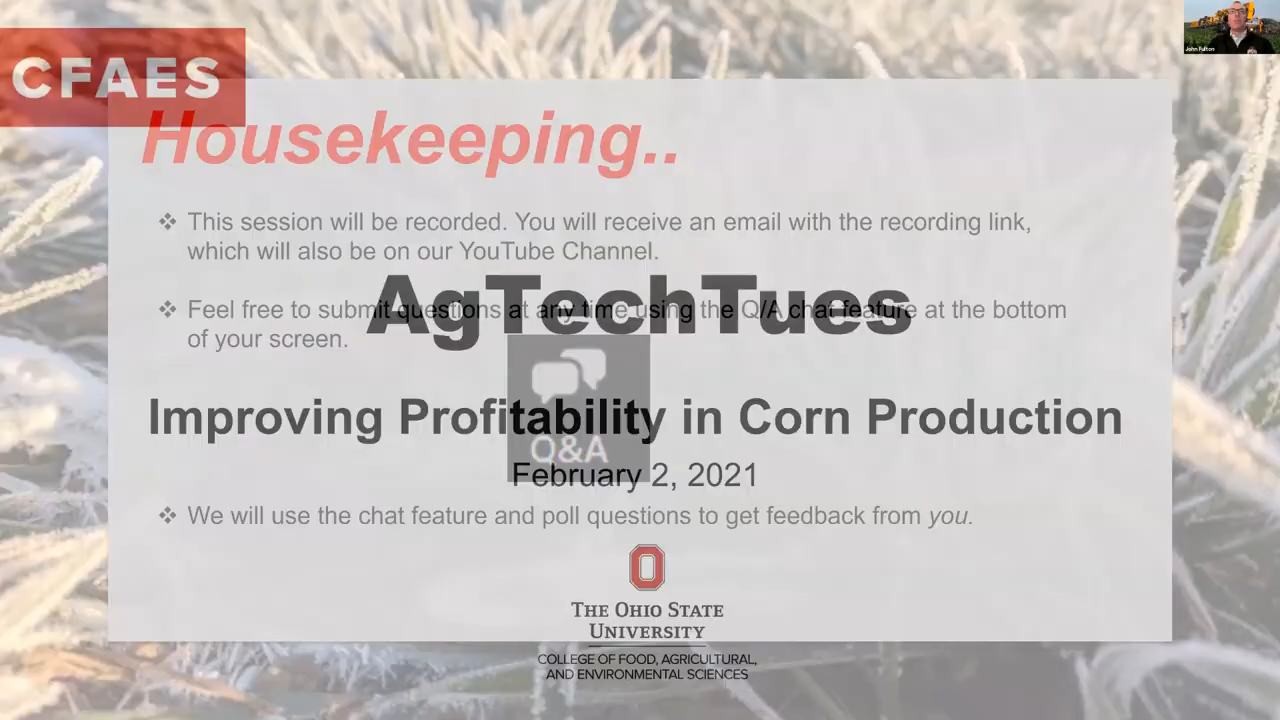 CFAES
John Fulton
Housekeeping..
❖ This session will be recorded. You will receive an email with the recording link,
which will also be on our YouTube Channel.
AgTechTues
❖ Feel free to submit questions at any time using the Q/A chat feature at the bottom
of your screen.
Improving Profitability in Corn Production
Q&A
February 2, 2021
❖ We will use the chat feature and poll questions to get feedback from you.
THE OHIO STATE
UNIVERSITY
COLLEGE OF FOOD, AGRICULTURAL,
AND ENVIRONMENTAL SCIENCES